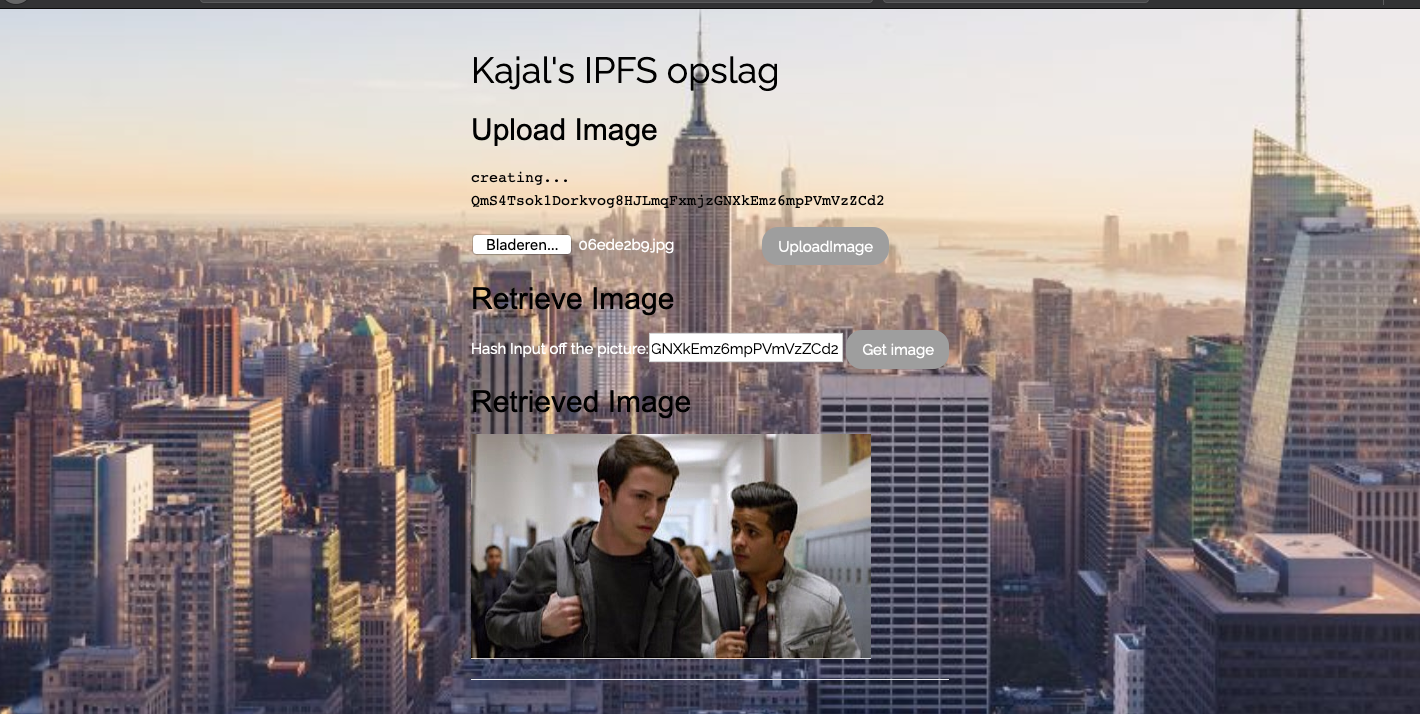 Kajal's IPFS opslag
Upload Image
creating...
QmS4Tsok1Dorkvog8HJLmqFxmjzGNXkEmz6mpPVmVzZCd2
Bladeren... 06ede2b9.jpg UploadImage
Retrieve Image
Hash Input off the picture: GNXkEmz6mpPVmVzZCd2 Get image
Retrieved Image